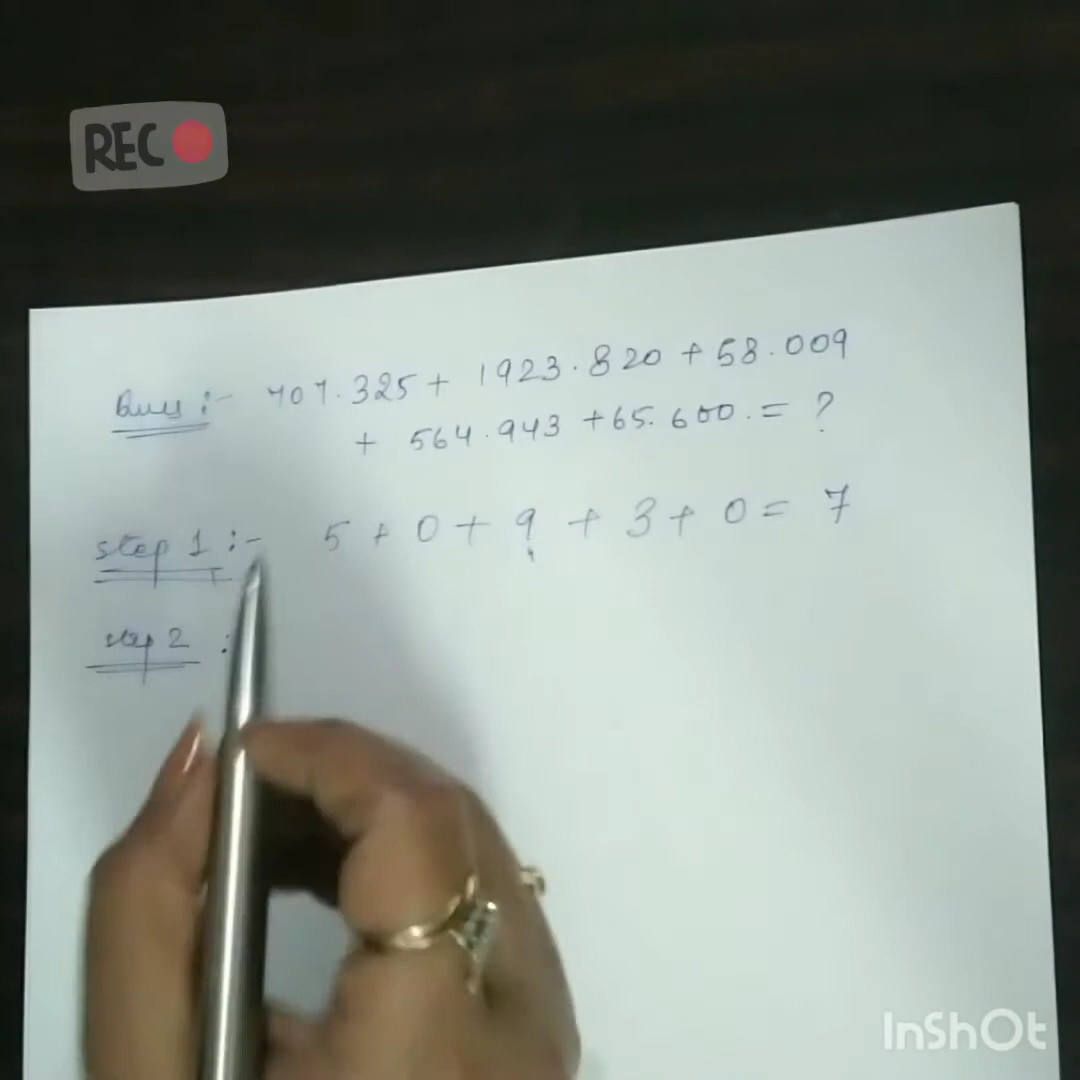 REC
Ques :- 707.325 + 1923.820 + 58.009
+ 564.943 + 65.600. = ?
Step 1 :- 5 + 0 + 9 + 3 + 0 = 7
Step 2 :
InShOt